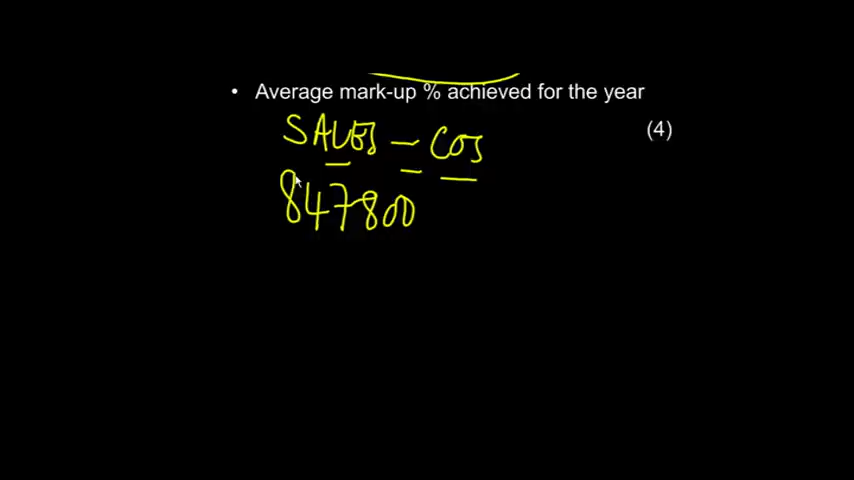 • Average mark-up % achieved for the year
(4)
SALES - COS
847800